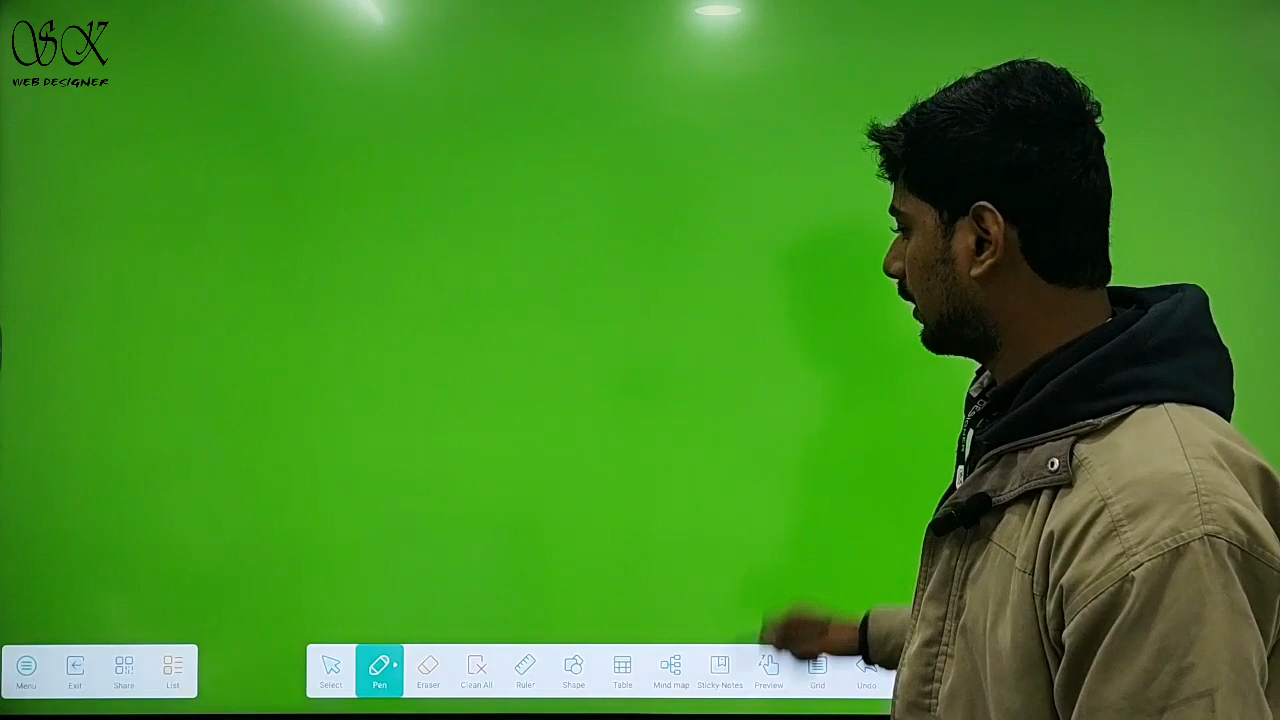 SK
WEB DESIGNER
Menu
Exit
Share
List
Select
Pen
Eraser
Clean All
Ruler
Shape
Table
Mind map
Sticky-Notes
Preview
Grid
Undo